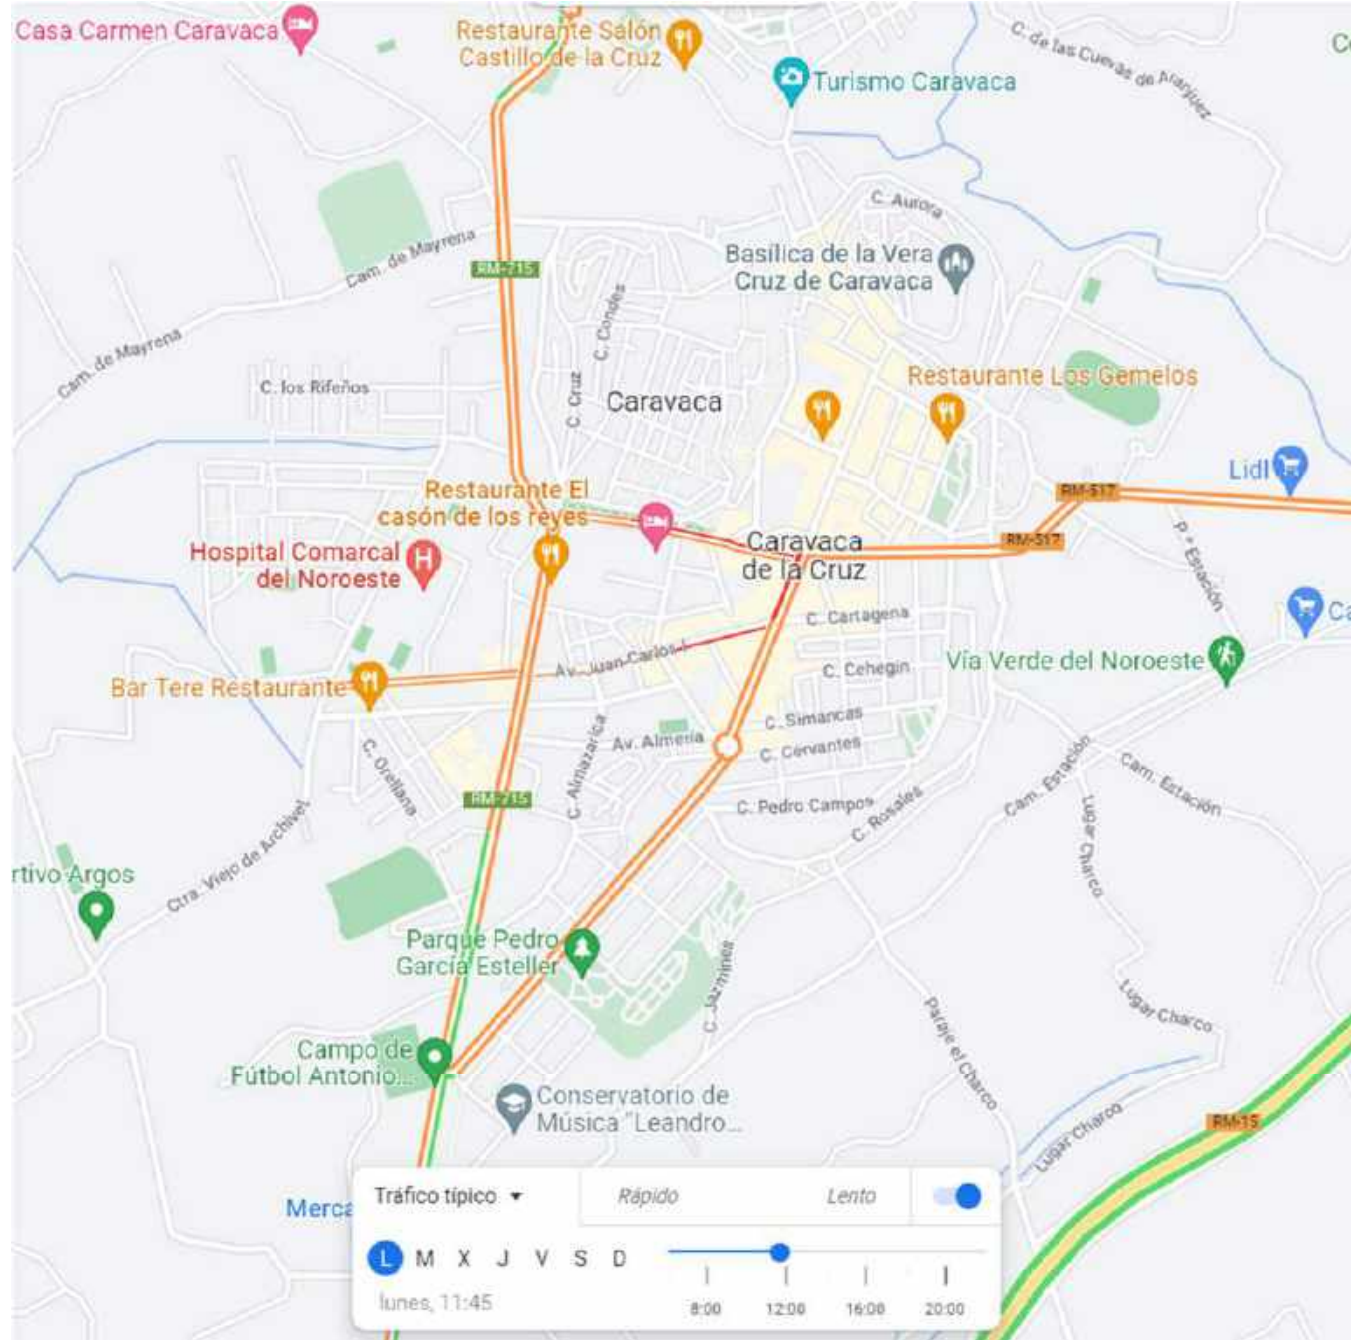 Casa Carmen Caravaca
Restaurante Salón
Castillo de la Cruz
C. de las Cuevas de Aranjuez
Turismo Caravaca
C. Aurora
Cam. de Mayrena
RM-715
Basílica de la Vera
Cruz de Caravaca
C. Condes
Cam. de Mayrena
C. los Rifeños
C. Cruz
Caravaca
Restaurante Los Gemelos
Lidl
RM-517
Restaurante El
casón de los reyes
RM-517
Caravaca
de la Cruz
Hospital Comarcal
del Noroeste
P.º Estación
C. Cartagena
Ca
Av. Juan Carlos I
C. Cehegin
Vía Verde del Noroeste
Bar Tere Restaurante
C. Simancas
Av. Almería
C. Cervantes
C. Orellana
C. Almazarica
Cam. Estación
Cam. Estación
RM-715
C. Pedro Campos
C. Rosales
Lugar Charco
Ctra. Viejo de Archivel
rtivo Argos
Parque Pedro
García Esteller
C. Jazmines
Lugar Charco
Paraje el Charco
Campo de
Fútbol Antonio...
Conservatorio de
Música "Leandro...
RM-15
Lugar Charco
Merca
Tráfico típico
Rápido
Lento
L M X J V S D
lunes, 11:45
8:00 12:00 16:00 20:00